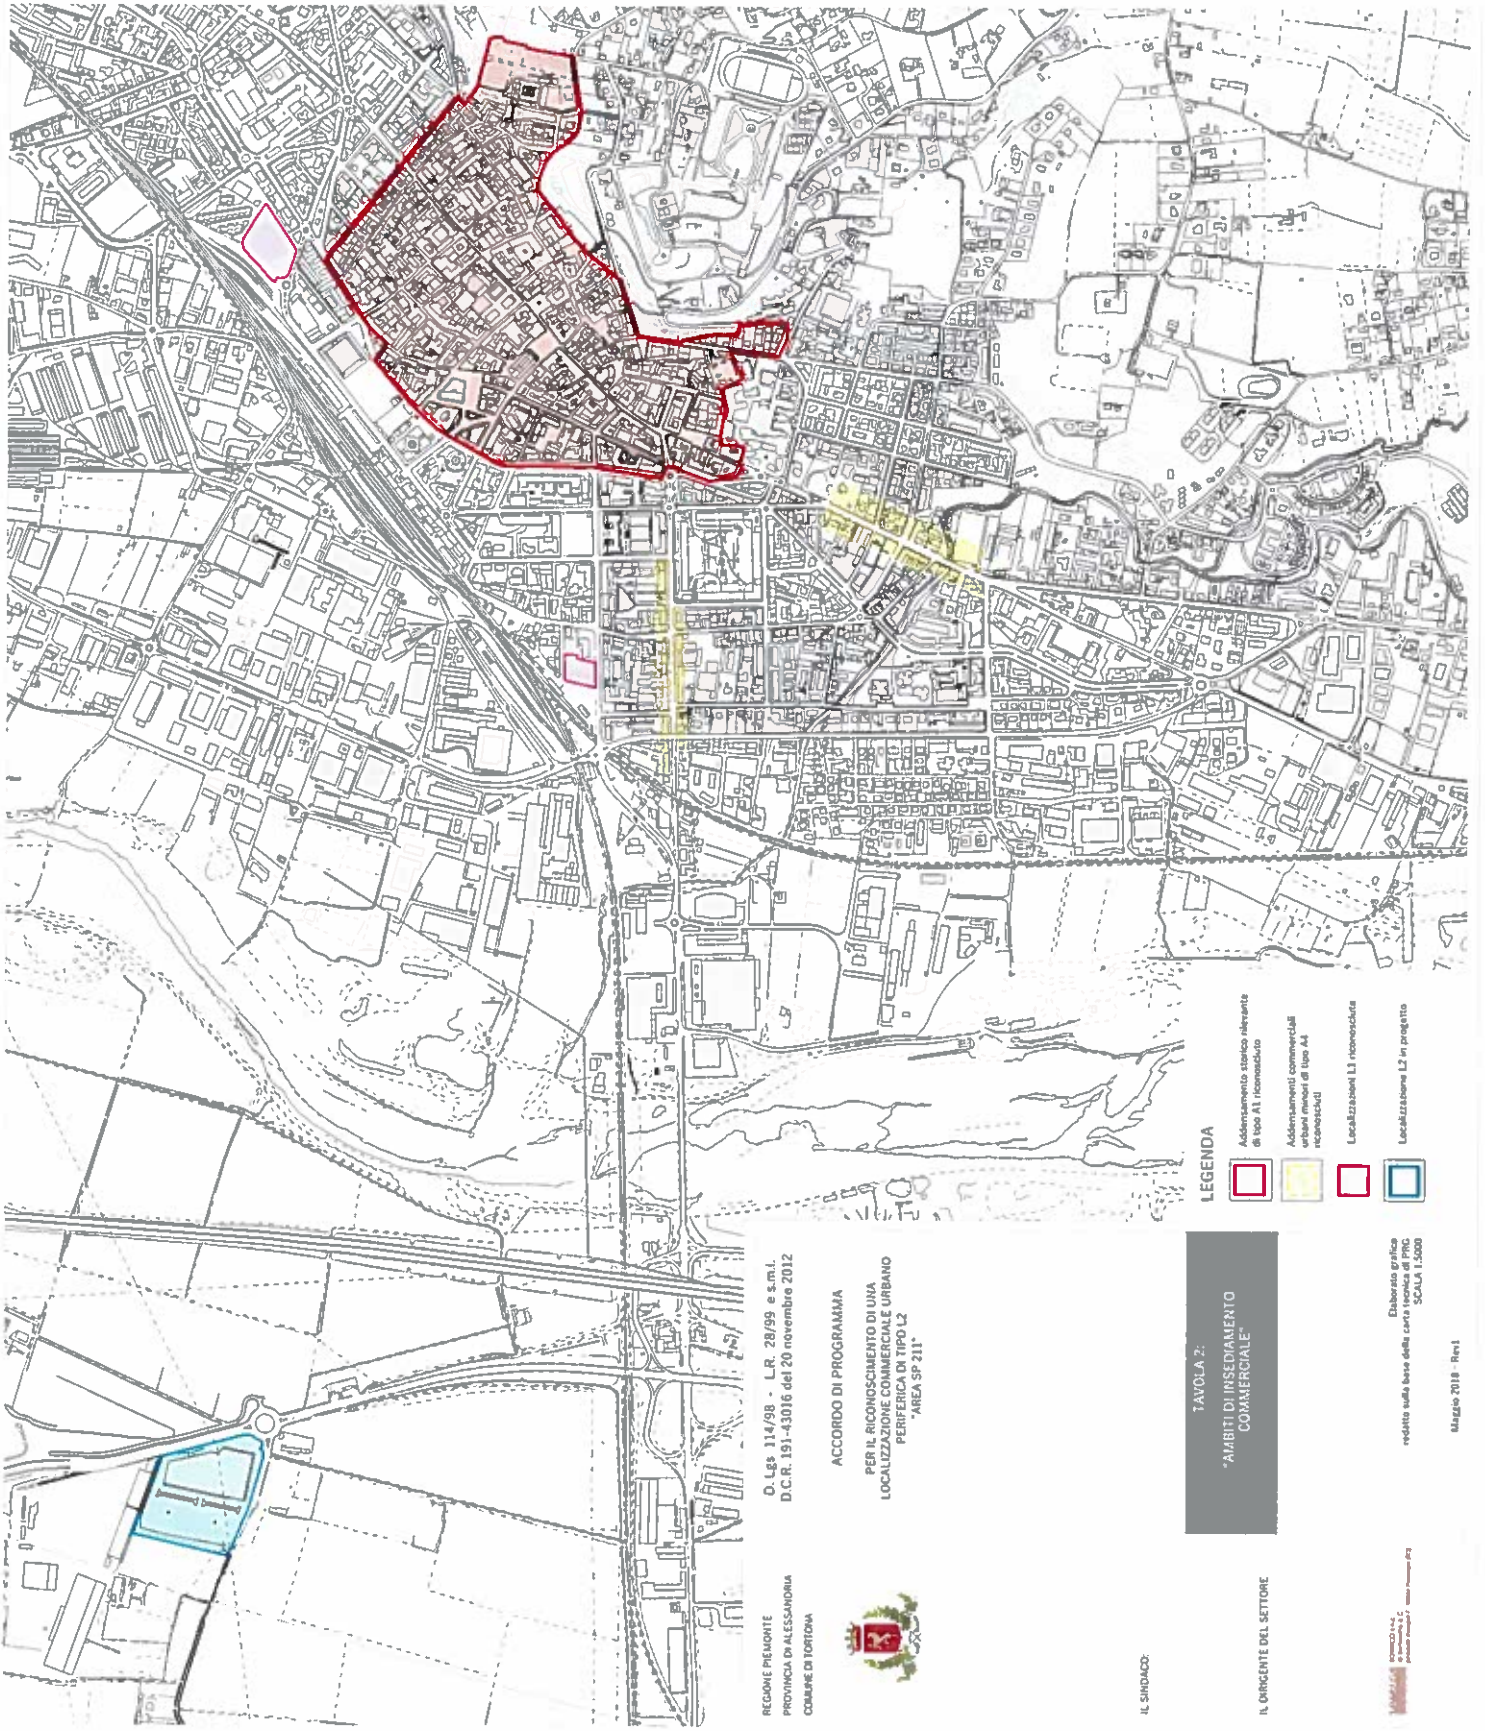 REGIONE PIEMONTE
PROVINCIA DI ALESSANDRIA
COMUNE DI TORTONA
D. Lgs 114/98 - L.R. 28/99 e s.m.i.
D.C.R. 191-43016 del 20 novembre 2012
ACCORDO DI PROGRAMMA
PER IL RICONOSCIMENTO DI UNA
LOCALIZZAZIONE COMMERCIALE URBANO
PERIFERICA DI TIPO L2
"AREA SP 211"
IL SINDACO:
IL DIRIGENTE DEL SETTORE
TAVOLA 2:
"AMBITI DI INSEDIAMENTO
COMMERCIALE"
Elaborato grafico
redatto sulla base della carta tecnica di PRG
SCALA 1:5000
Maggio 2018 - Rev1
LEGENDA
Addensamento storico rilevante
di tipo A1 riconosciuto
Addensamenti commerciali
urbani minori di tipo A4
riconosciuti
Localizzazioni L1 riconosciute
Localizzazione L2 in progetto